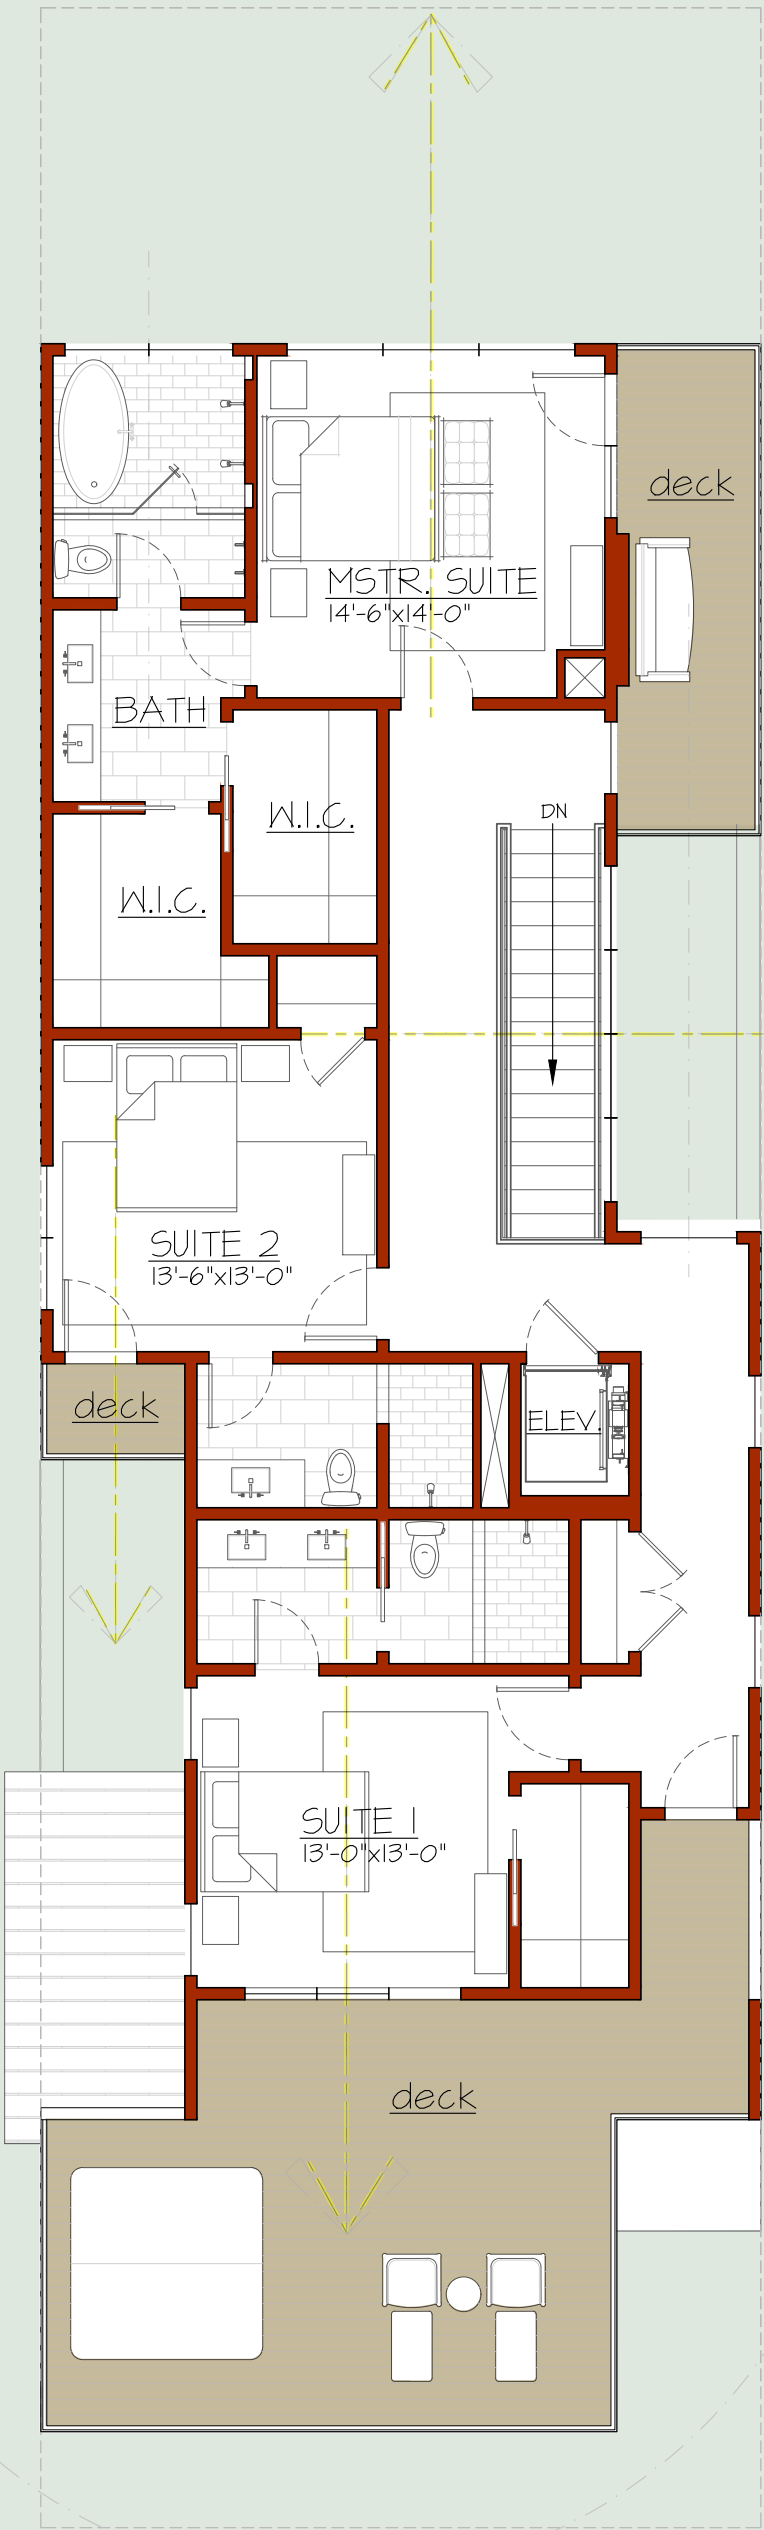 deck
MSTR. SUITE
14'-6"x14'-0"
BATH
W.I.C.
DN
W.I.C.
SUITE 2
13'-6"x13'-0"
deck
ELEV.
SUITE 1
13'-0"x13'-0"
deck